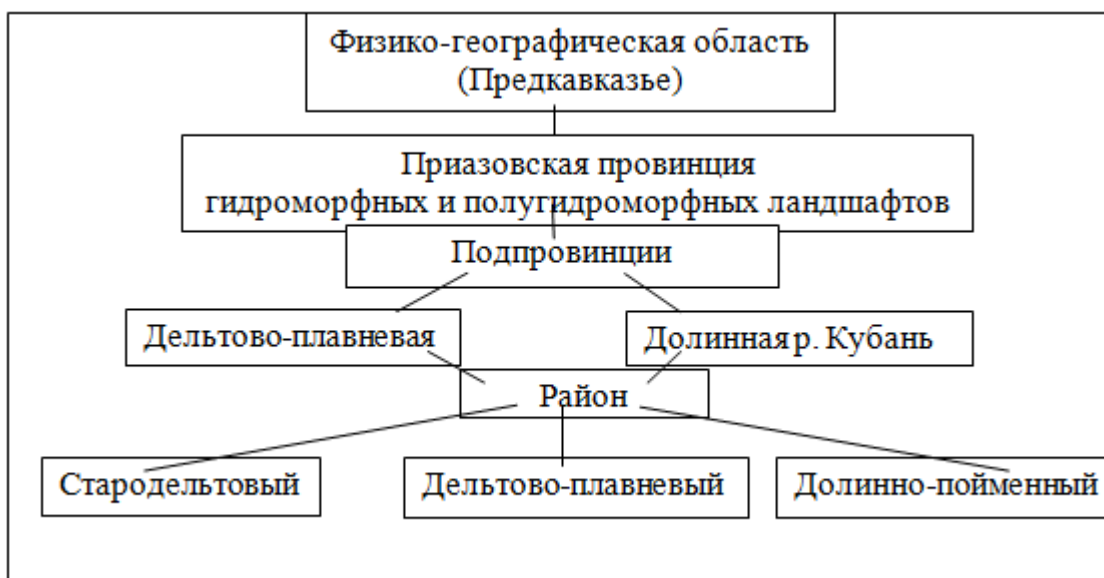 Физико-географическая область
(Предкавказье)
Приазовская провинция
гидроморфных и полугидроморфных ландшафтов
Подпровинции
Дельтово-плавневая
Долинная р. Кубань
Район
Стародельтовый
Дельтово-плавневый
Долинно-пойменный